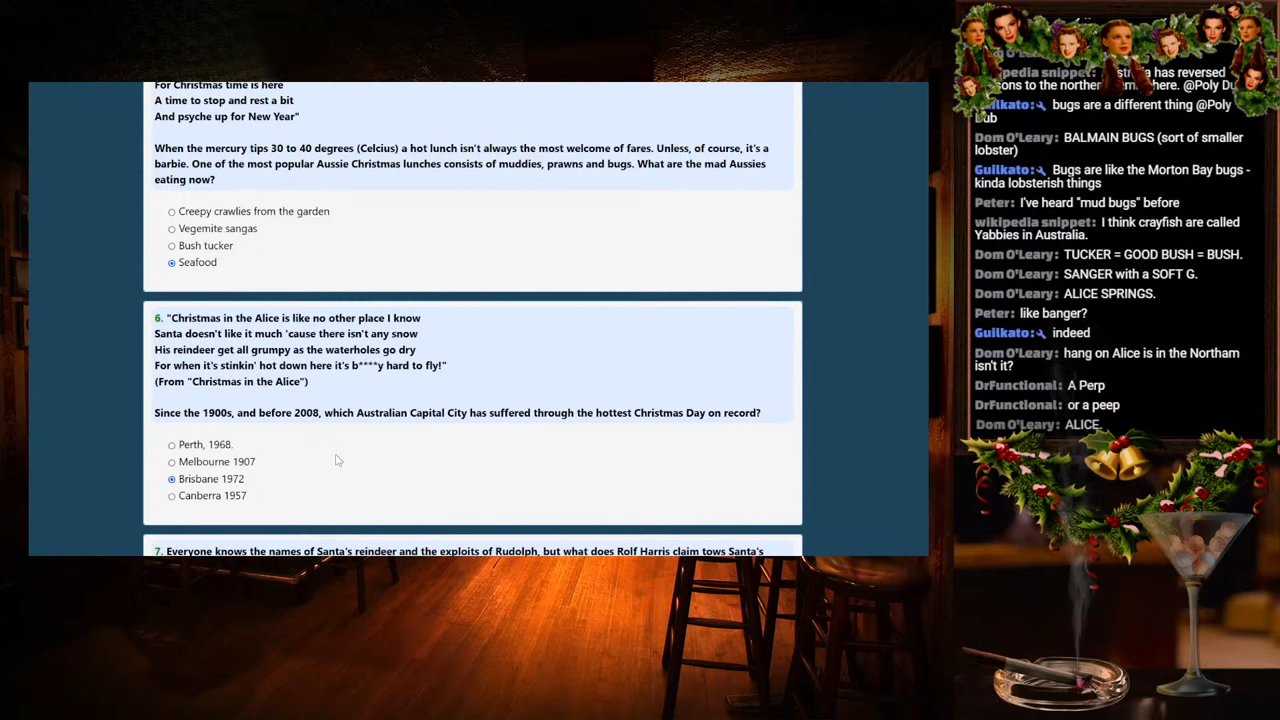 For Christmas time is here
A time to stop and rest a bit
And psyche up for New Year"
When the mercury tips 30 to 40 degrees (Celcius) a hot lunch isn't always the most welcome of fares. Unless, of course, it's a
barbie. One of the most popular Aussie Christmas lunches consists of muddies, prawns and bugs. What are the mad Aussies
eating now?
Creepy crawlies from the garden
Vegemite sangas
Bush tucker
Seafood
6. "Christmas in the Alice is like no other place I know
Santa doesn't like it much 'cause there isn't any snow
His reindeer get all grumpy as the waterholes go dry
For when it's stinkin' hot down here it's b****y hard to fly!"
(From "Christmas in the Alice")
Since the 1900s, and before 2008, which Australian Capital City has suffered through the hottest Christmas Day on record?
Perth, 1968.
Melbourne 1907
Brisbane 1972
Canberra 1957
7. Everyone knows the names of Santa's reindeer and the exploits of Rudolph, but what does Rolf Harris claim tows Santa's
snippet: has reversed
to the northern @Poly
bugs are a different thing @Poly
Dub
Dom O'Leary: BALMAIN BUGS (sort of smaller
lobster)
Guilkato: Bugs are like the Morton Bay bugs -
kinda lobsterish things
Peter: I've heard "mud bugs" before
wikipedia snippet: I think crayfish are called
Yabbies in Australia.
Dom O'Leary: TUCKER = GOOD BUSH = BUSH.
Dom O'Leary: SANGER with a SOFT G.
Dom O'Leary: ALICE SPRINGS.
Peter: like banger?
Guilkato: indeed
Dom O'Leary: hang on Alice is in the Northam
isn't it?
DrFunctional: A Perp
DrFunctional: or a peep
Dom O'Leary: ALICE.